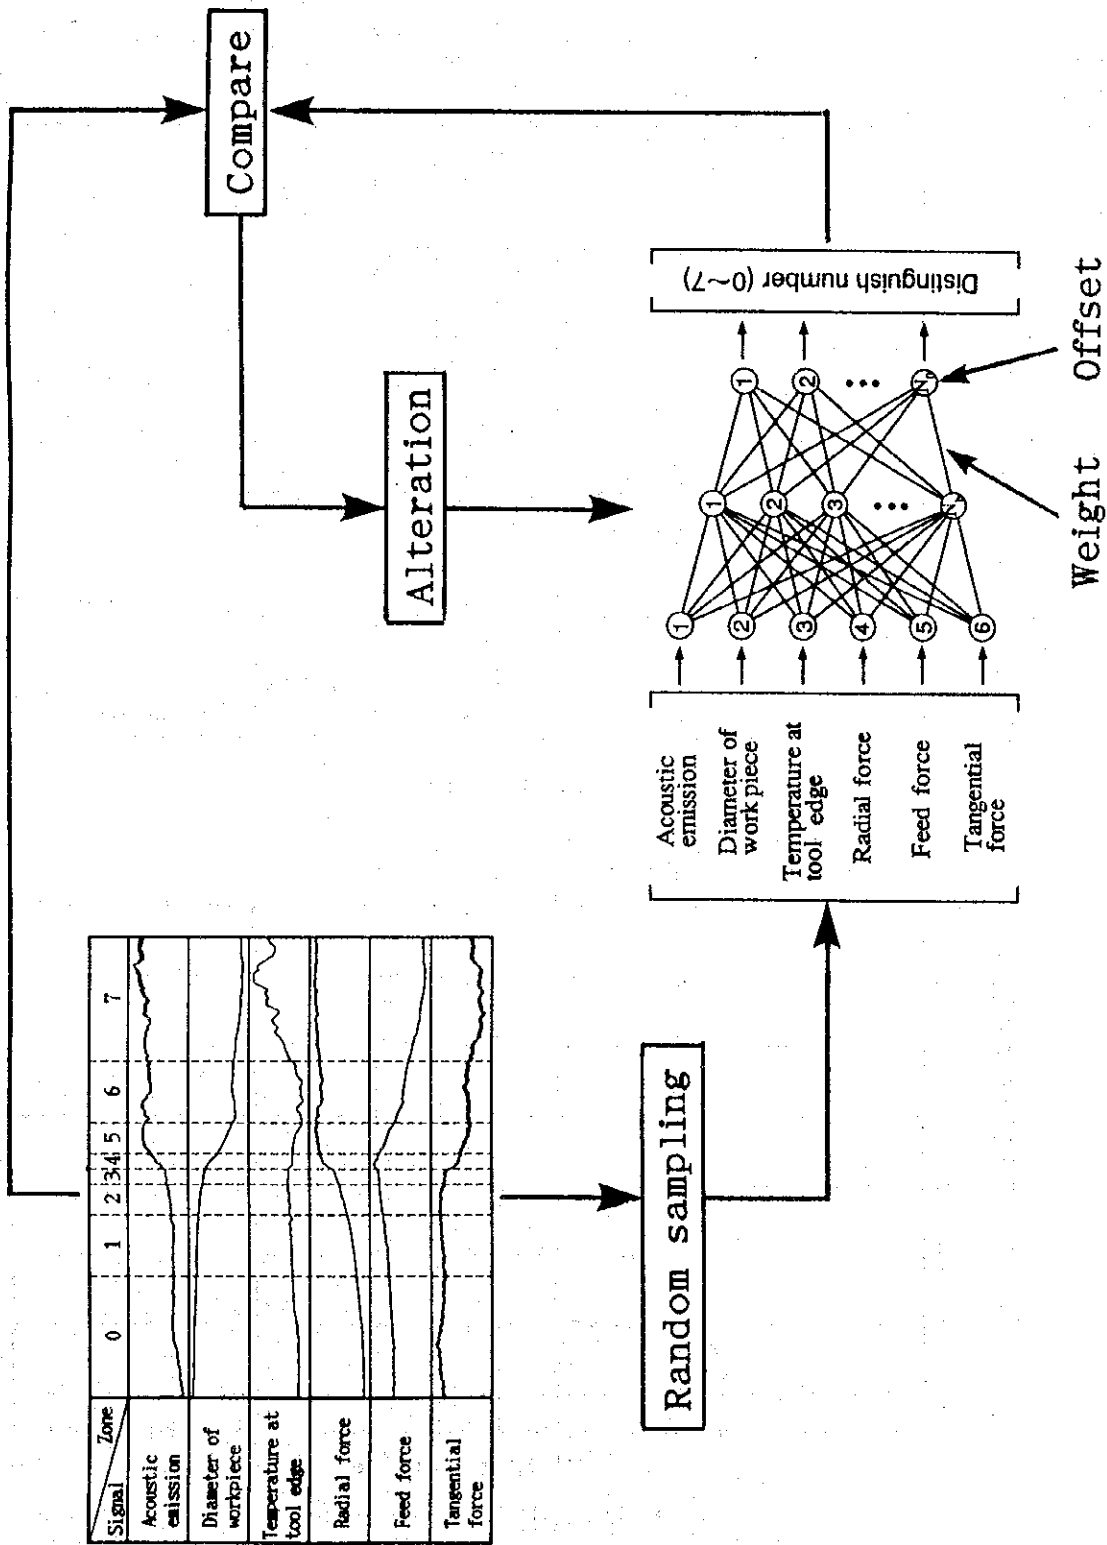 Signal
Zone
0
1
2
3
4
5
6
7
Acoustic
emission
Diameter of
workpiece
Temperature at
tool edge
Radial force
Feed force
Tangential
force
Random sampling
Compare
Alteration
Acoustic
emission
Diameter of
work piece
Temperature at
tool edge
Radial force
Feed force
Tangential
force
1
2
3
4
5
6
1
2
3
1
2
Distinguish number (0~7)
Weight
Offset